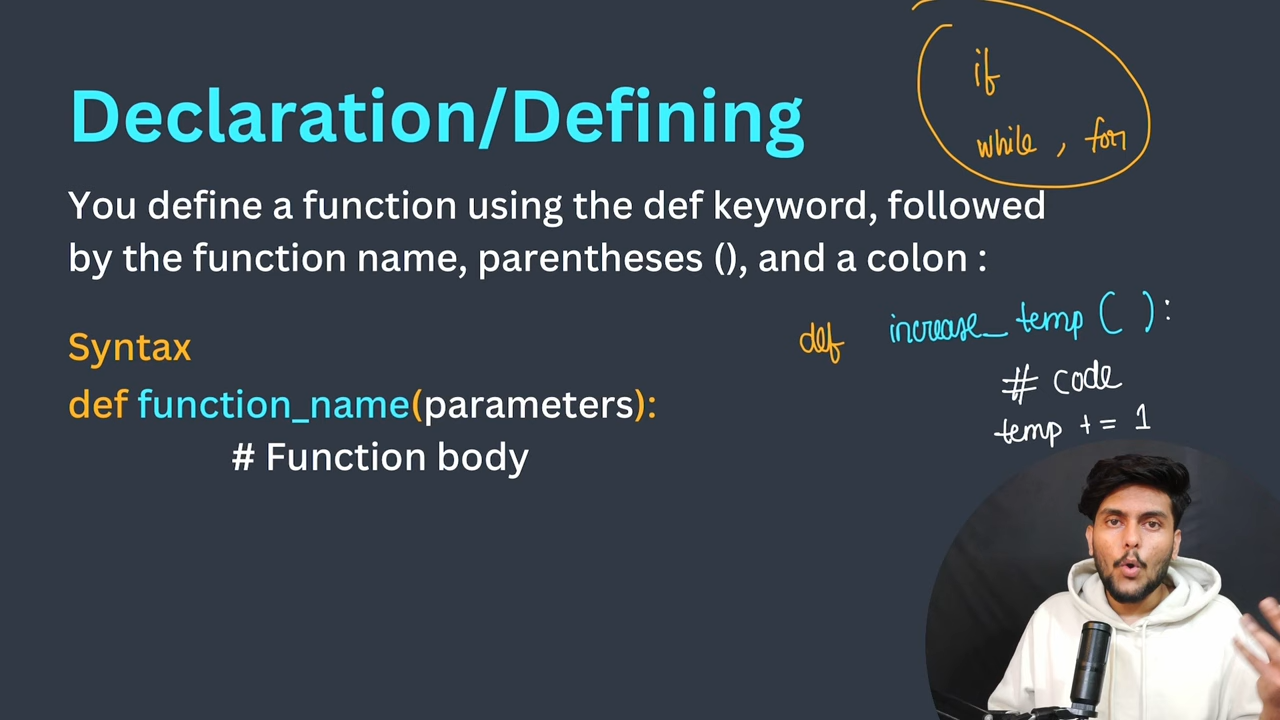 if
while , for
Declaration/Defining
You define a function using the def keyword, followed
by the function name, parentheses (), and a colon :
def increase_temp ( ) :
# code
temp += 1
Syntax
def function_name(parameters):
# Function body